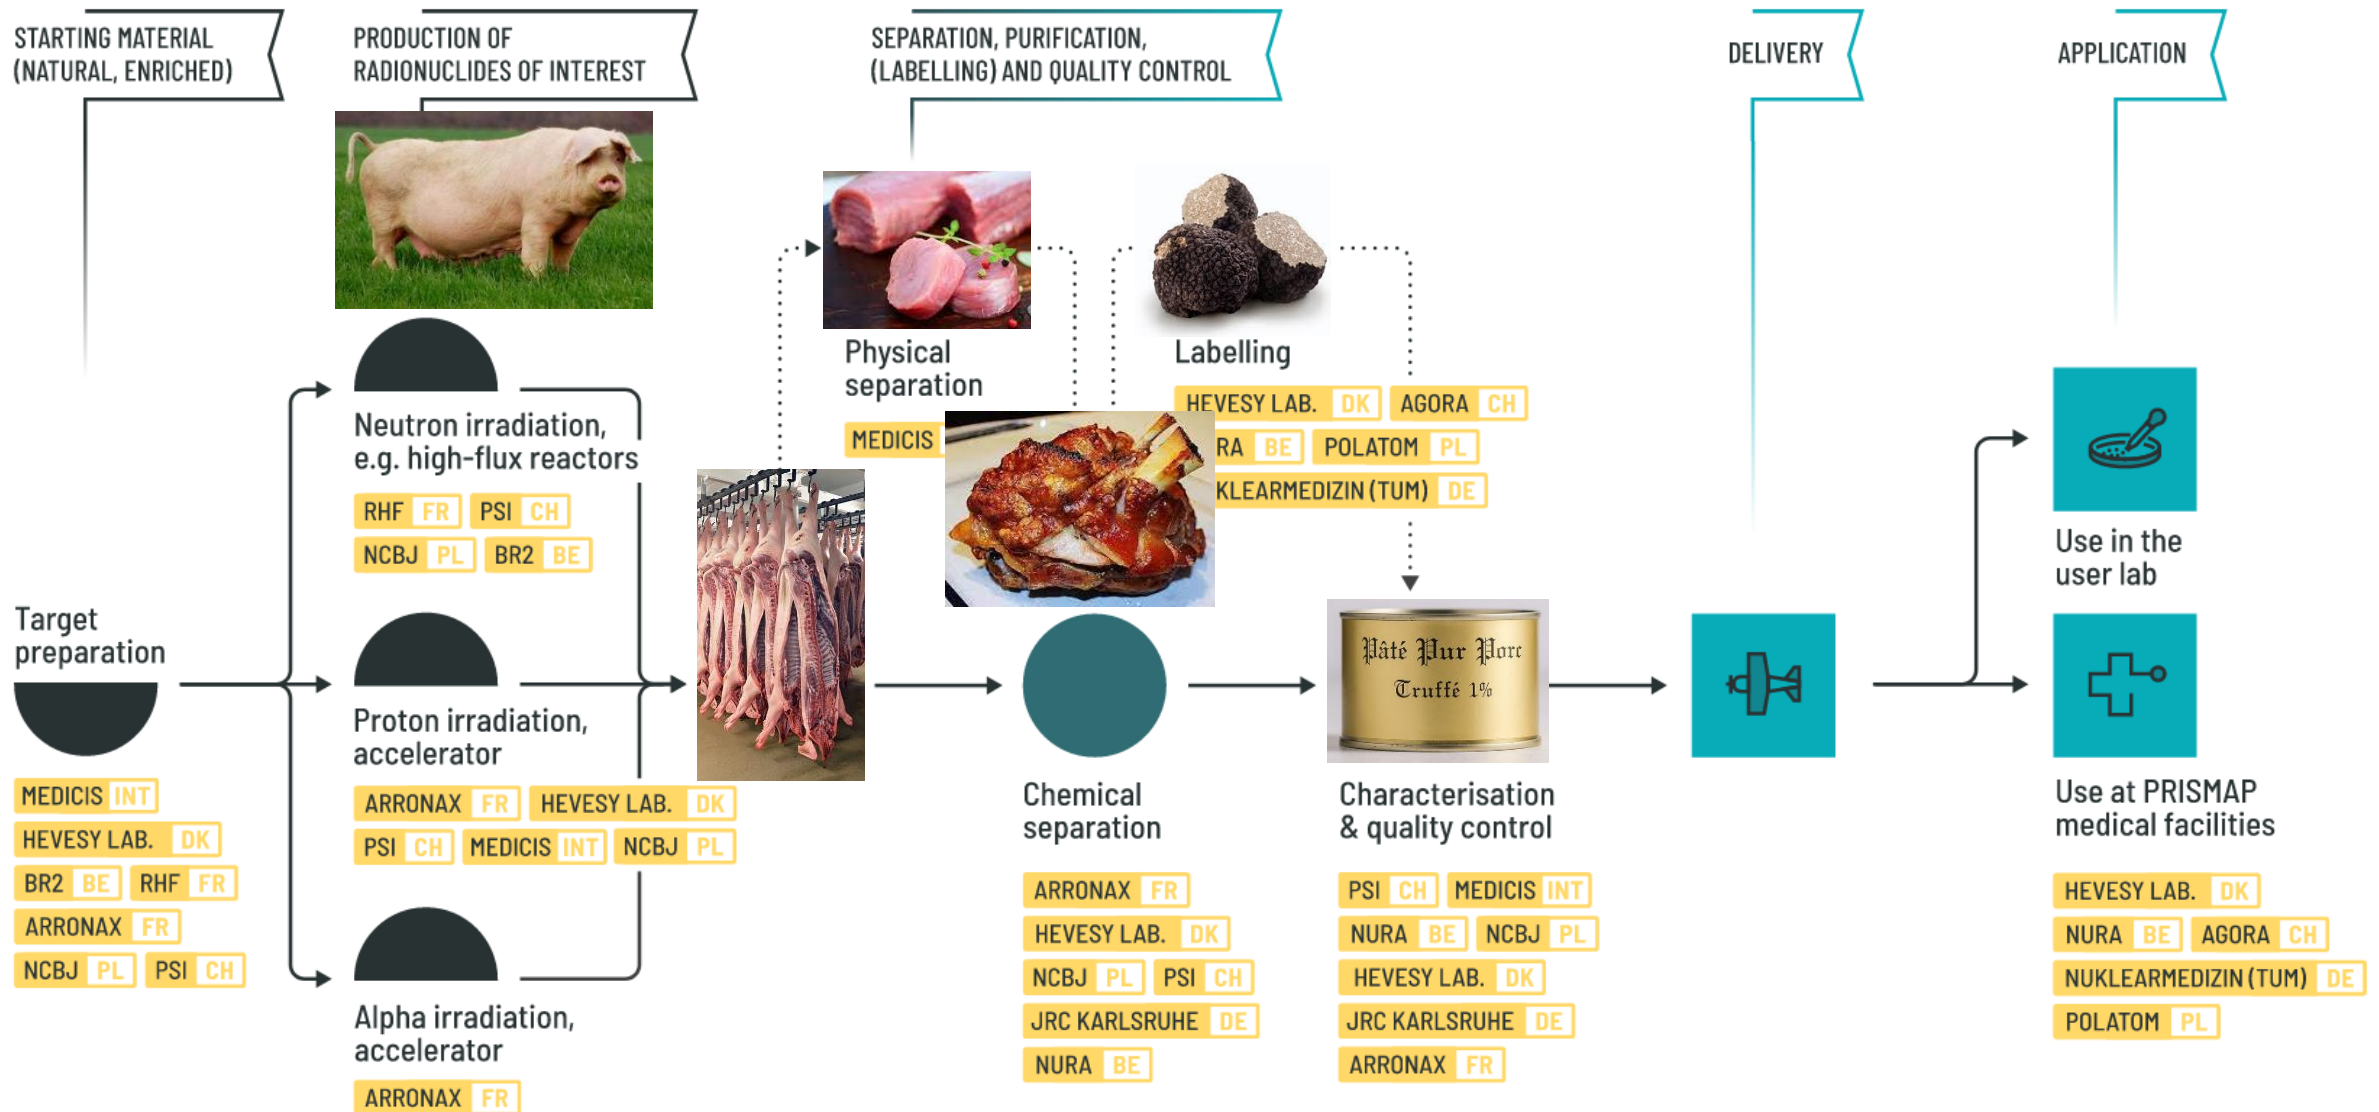 STARTING MATERIAL
(NATURAL, ENRICHED)
PRODUCTION OF
RADIONUCLIDES OF INTEREST
SEPARATION, PURIFICATION,
(LABELLING) AND QUALITY CONTROL
DELIVERY
APPLICATION
Target
preparation
MEDICIS INT
HEVESY LAB. DK
BR2 BE RHF FR
ARRONAX FR
NCBJ PL PSI CH
Neutron irradiation,
e.g. high-flux reactors
RHF FR PSI CH
NCBJ PL BR2 BE
Proton irradiation,
accelerator
ARRONAX FR HEVESY LAB. DK
PSI CH MEDICIS INT NCBJ PL
Alpha irradiation,
accelerator
ARRONAX FR
Physical
separation
MEDICIS
Labelling
HEVESY LAB. DK AGORA CH
RA BE POLATOM PL
KLEARMEDIZIN (TUM) DE
Chemical
separation
ARRONAX FR
HEVESY LAB. DK
NCBJ PL PSI CH
JRC KARLSRUHE DE
NURA BE
Pâté Pur Porc
Truffé 1%
Characterisation
& quality control
PSI CH MEDICIS INT
NURA BE NCBJ PL
HEVESY LAB. DK
JRC KARLSRUHE DE
ARRONAX FR
Use in the
user lab
Use at PRISMAP
medical facilities
HEVESY LAB. DK
NURA BE AGORA CH
NUKLEARMEDIZIN (TUM) DE
POLATOM PL